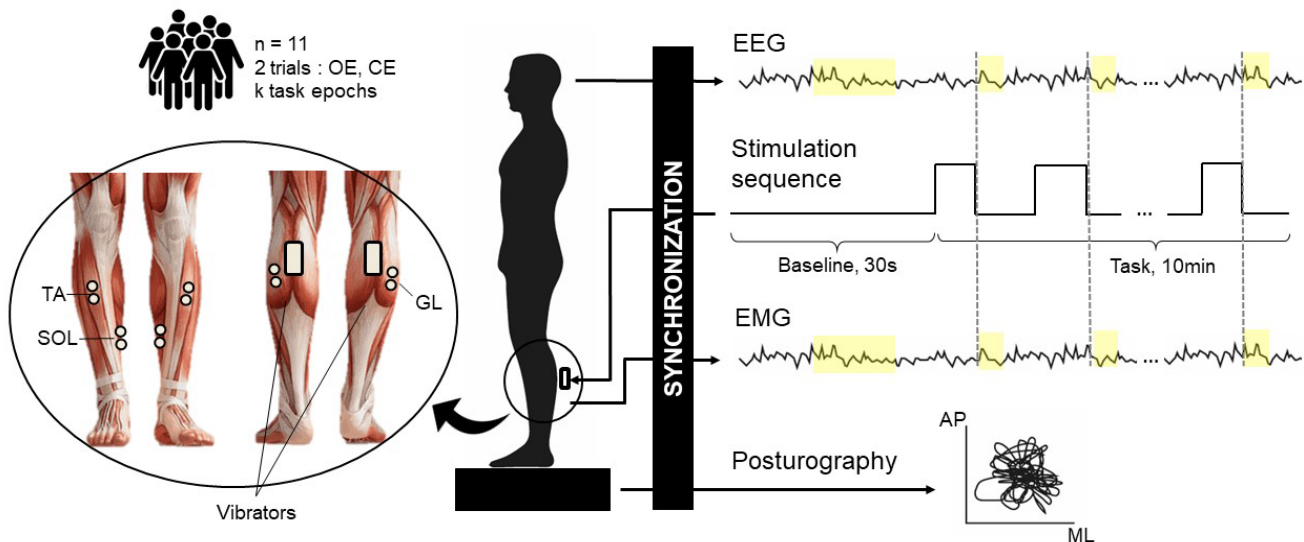 n = 11
2 trials : OE, CE
k task epochs
TA
SOL
GL
Vibrators
SYNCHRONIZATION
EEG
...
Stimulation
sequence
...
Baseline, 30s
Task, 10min
EMG
...
Posturography
AP
ML